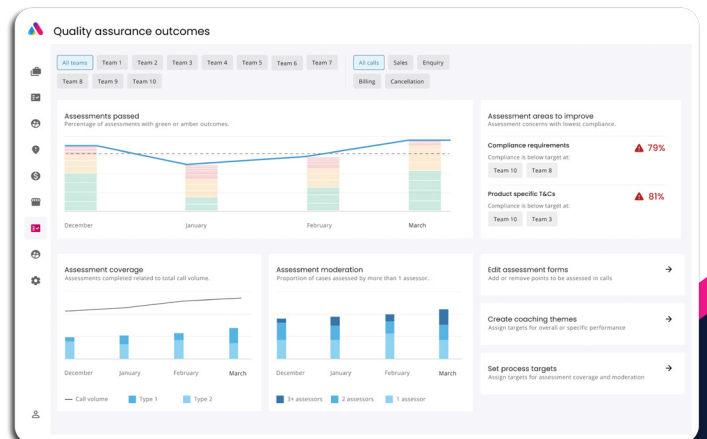 Quality assurance outcomes
All teams Team 1 Team 2 Team 3 Team 4 Team 5 Team 6 Team 7
Team 8 Team 9 Team 10
All calls Sales Enquiry
Billing Cancellation
Assessments passed
Percentage of assessments with green or amber outcomes.
December January February March
Assessment areas to improve
Assessment concerns with lowest compliance.
Compliance requirements 79%
Compliance is below target at:
Team 10 Team 8
Product specific T&Cs 81%
Compliance is below target at:
Team 10 Team 3
Assessment coverage
Assessments completed related to total call volume.
December January February March
Call volume Type 1 Type 2
Assessment moderation
Proportion of cases assessed by more than 1 assessor.
December January February March
3+ assessors 2 assessors 1 assessor
Edit assessment forms
Add or remove points to be assessed in calls
Create coaching themes
Assign targets for overall or specific performance
Set process targets
Assign targets for assessment coverage and moderation